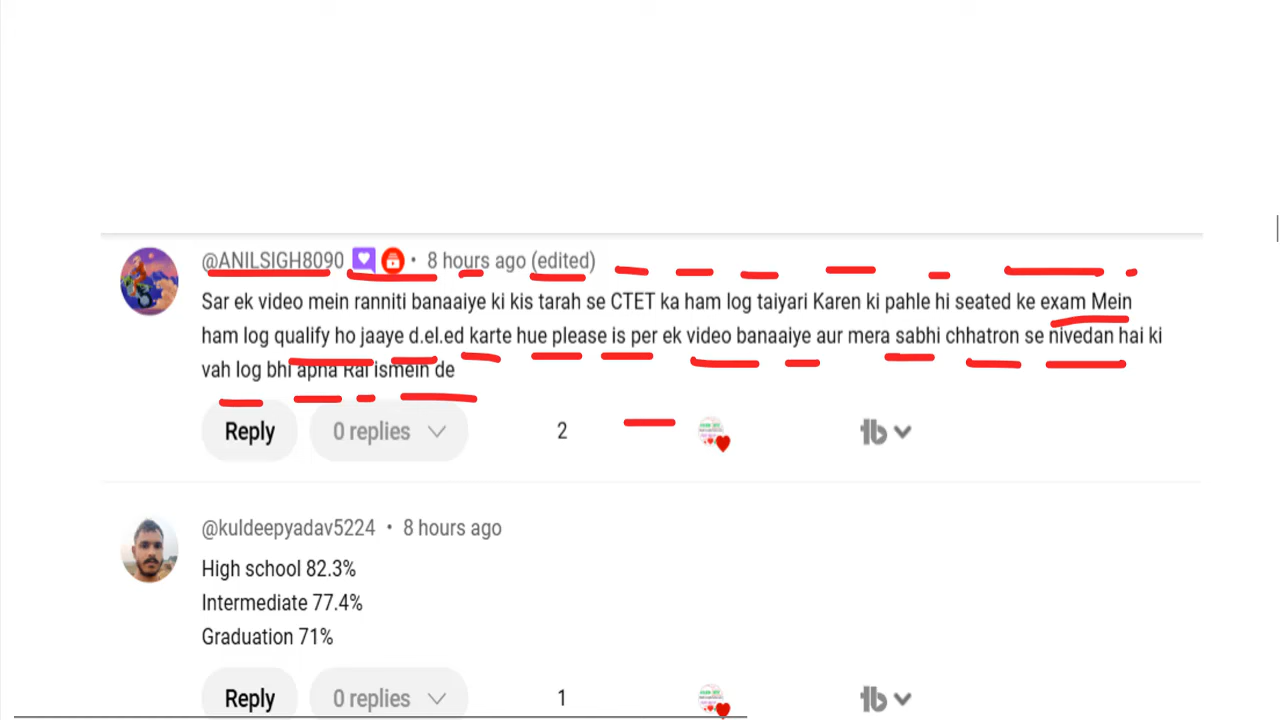 @ANILSIGH8090 • 8 hours ago (edited)
Sar ek video mein ranniti banaaiye ki kis tarah se CTET ka ham log taiyari Karen ki pahle hi seated ke exam Mein
ham log qualify ho jaaye d.el.ed karte hue please is per ek video banaaiye aur mera sabhi chhatron se nivedan hai ki
vah log bhi apna Rai ismein de
Reply 0 replies 2
@kuldeepyadav5224 • 8 hours ago
High school 82.3%
Intermediate 77.4%
Graduation 71%
Reply 0 replies 1